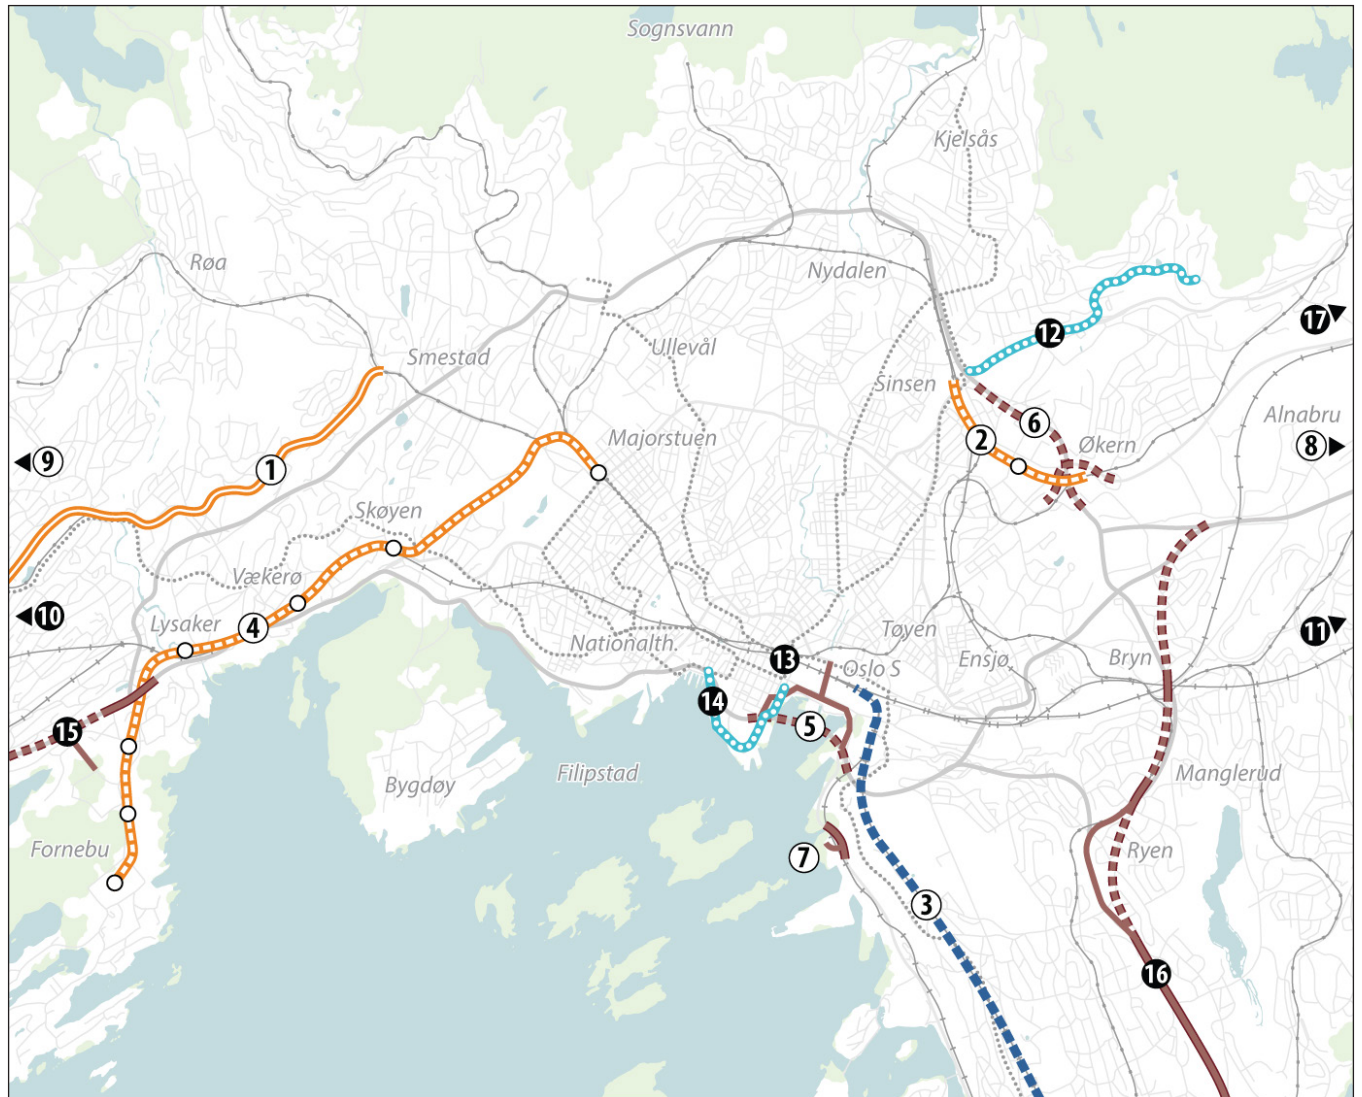 Sognsvann
Kjelsås
Røa
Nydalen
17
12
Ullevål
Smestad
Sinsen
Alnabru
6
Majorstuen
2
Økern
8
9
1
Skøyen
Vækerø
10
Lysaker
4
Tøyen
11
Nationalth.
13
Oslo S
Ensjø
Bryn
14
5
15
Filipstad
Manglerud
Bygdøy
Fornebu
7
Ryen
3
16